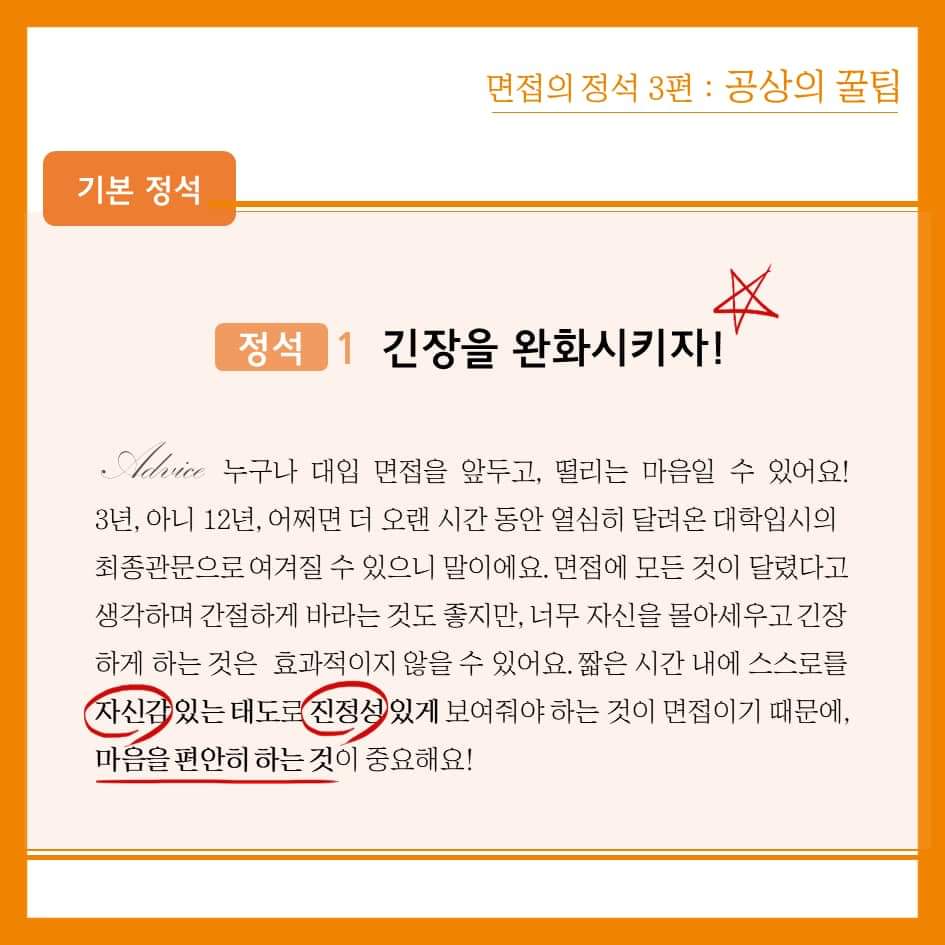 면접의 정석 3편 : 공상의 꿀팁
기본 정석
정석 1 긴장을 완화시키자!
Advice 누구나 대입 면접을 앞두고, 떨리는 마음일 수 있어요!
3년, 아니 12년, 어쩌면 더 오랜 시간 동안 열심히 달려온 대학입시의
최종관문으로 여겨질 수 있으니 말이에요. 면접에 모든 것이 달렸다고
생각하며 간절하게 바라는 것도 좋지만, 너무 자신을 몰아세우고 긴장
하게 하는 것은 효과적이지 않을 수 있어요. 짧은 시간 내에 스스로를
자신감 있는 태도로 진정성 있게 보여줘야 하는 것이 면접이기 때문에,
마음을 편안히 하는 것이 중요해요!